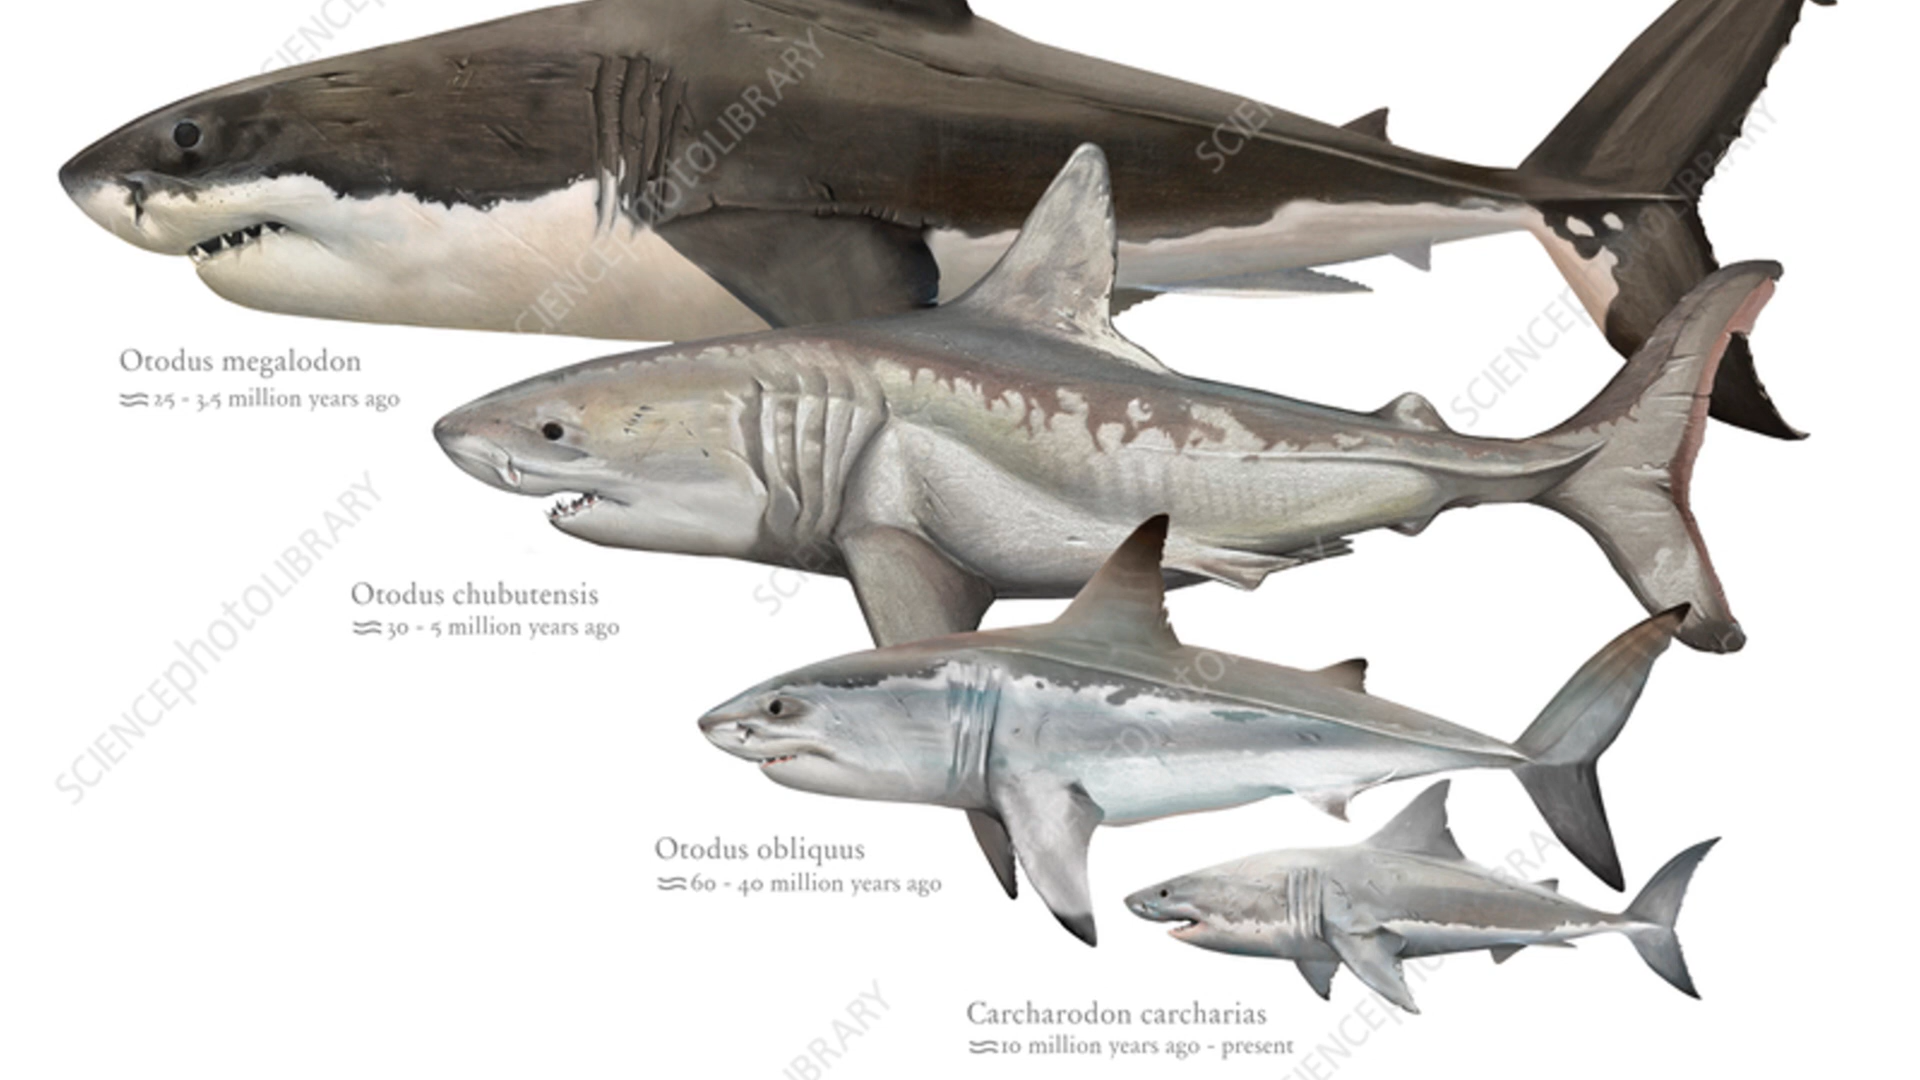 Otodus megalodon
≈ 25 - 3,5 million years ago
Otodus chubutensis
≈ 30 - 5 million years ago
Otodus obliquus
≈ 60 - 40 million years ago
Carcharodon carcharias
≈ 10 million years ago - present
SCIENCEphotoLIBRARY